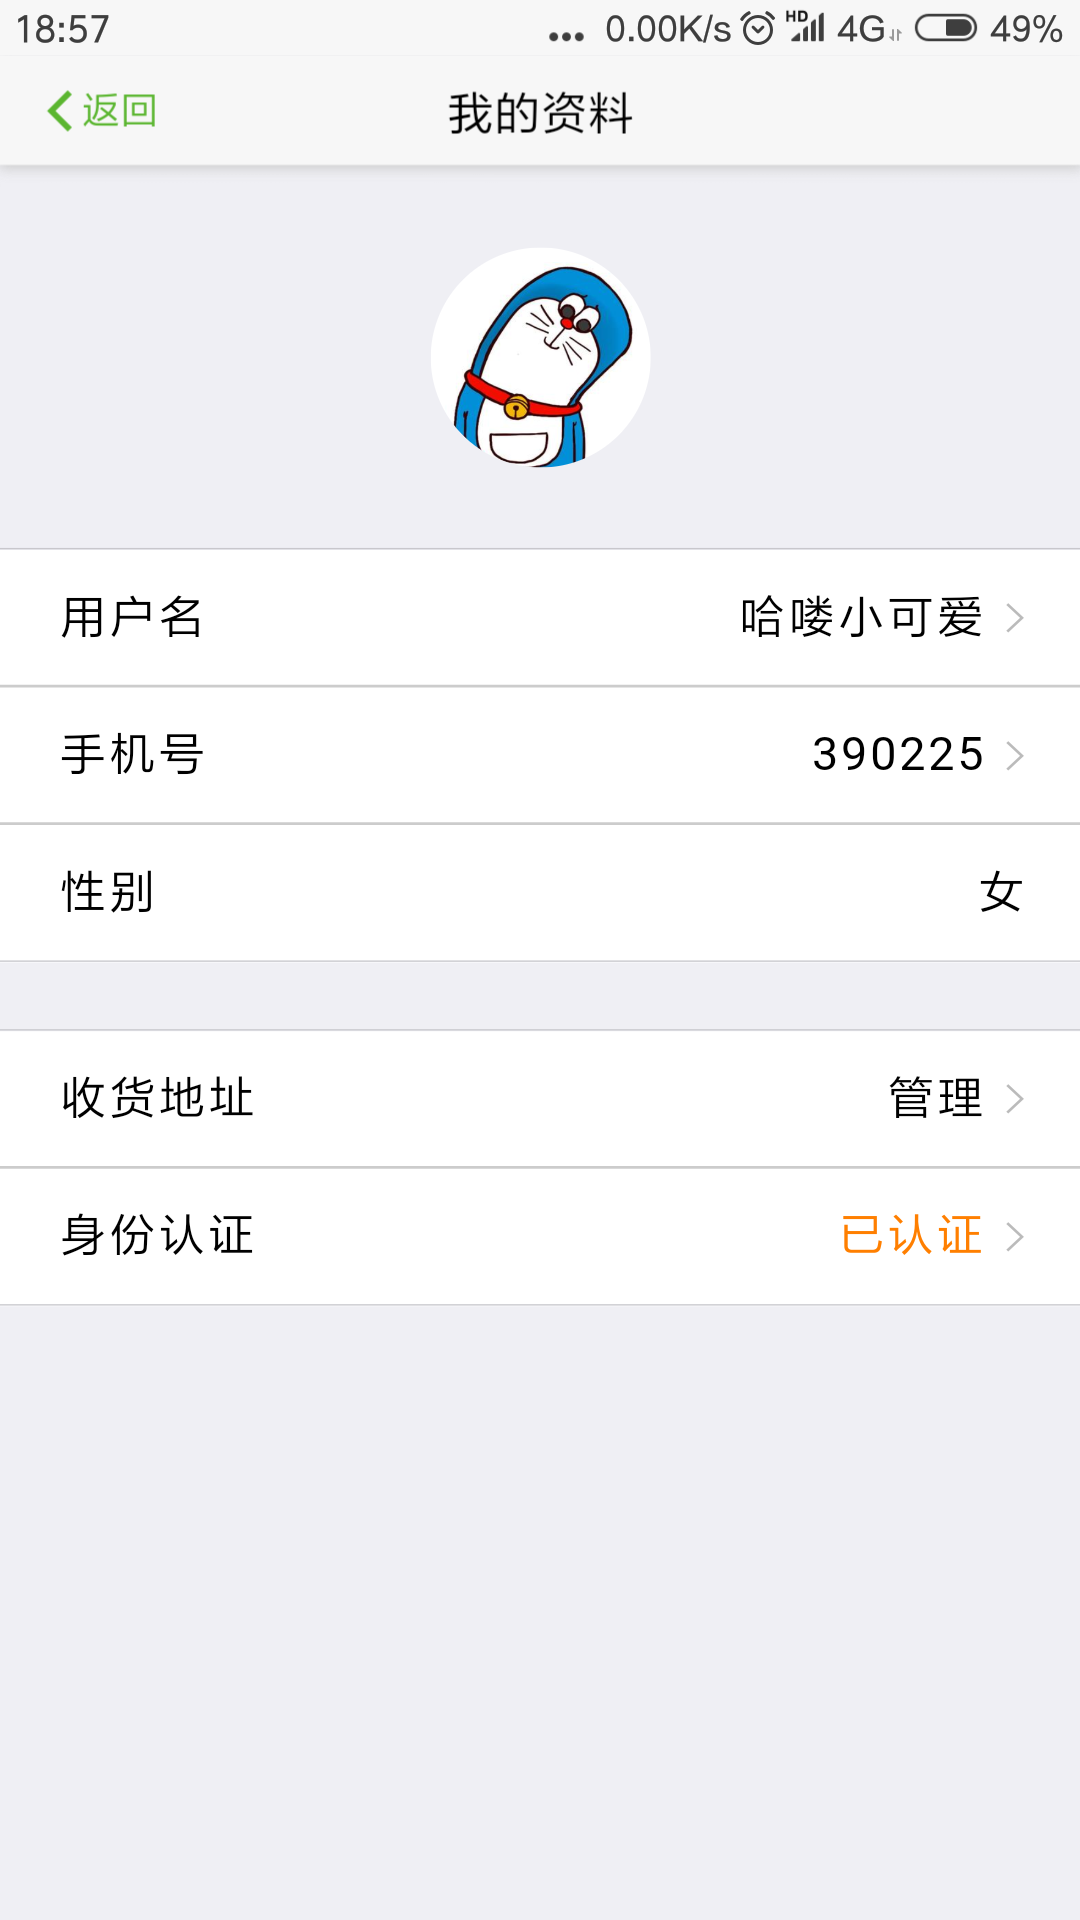 18:57 ... 0.00K/s HD 4G 49%
返回 我的资料
用户名 哈喽小可爱
手机号 390225
性别 女
收货地址 管理
身份认证 已认证